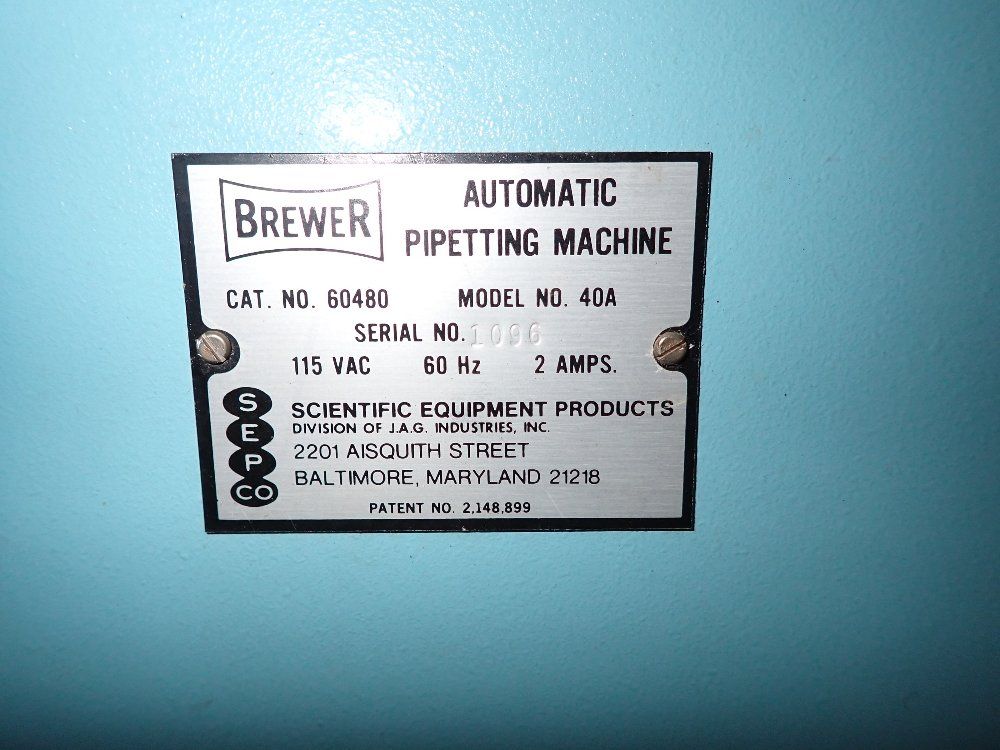 BREWER
AUTOMATIC
PIPETTING MACHINE
CAT. NO. 60480 MODEL NO. 40A
SERIAL NO. 1096
115 VAC 60 Hz 2 AMPS.
SEPCO
SCIENTIFIC EQUIPMENT PRODUCTS
DIVISION OF J.A.G. INDUSTRIES, INC.
2201 AISQUITH STREET
BALTIMORE, MARYLAND 21218
PATENT NO. 2,148,899